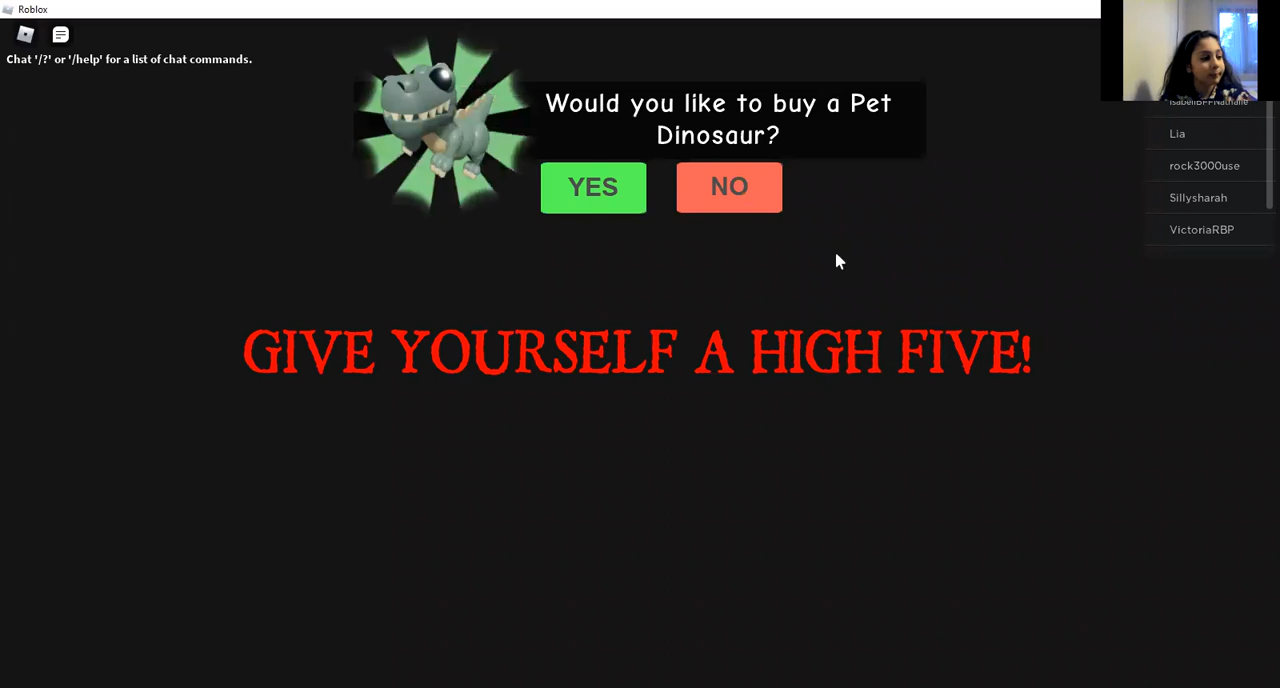 Roblox
Chat '/?' or '/help' for a list of chat commands.
Would you like to buy a Pet
Dinosaur?
YES
NO
Lia
rock3000use
Sillysharah
VictoriaRBP
GIVE YOURSELF A HIGH FIVE!